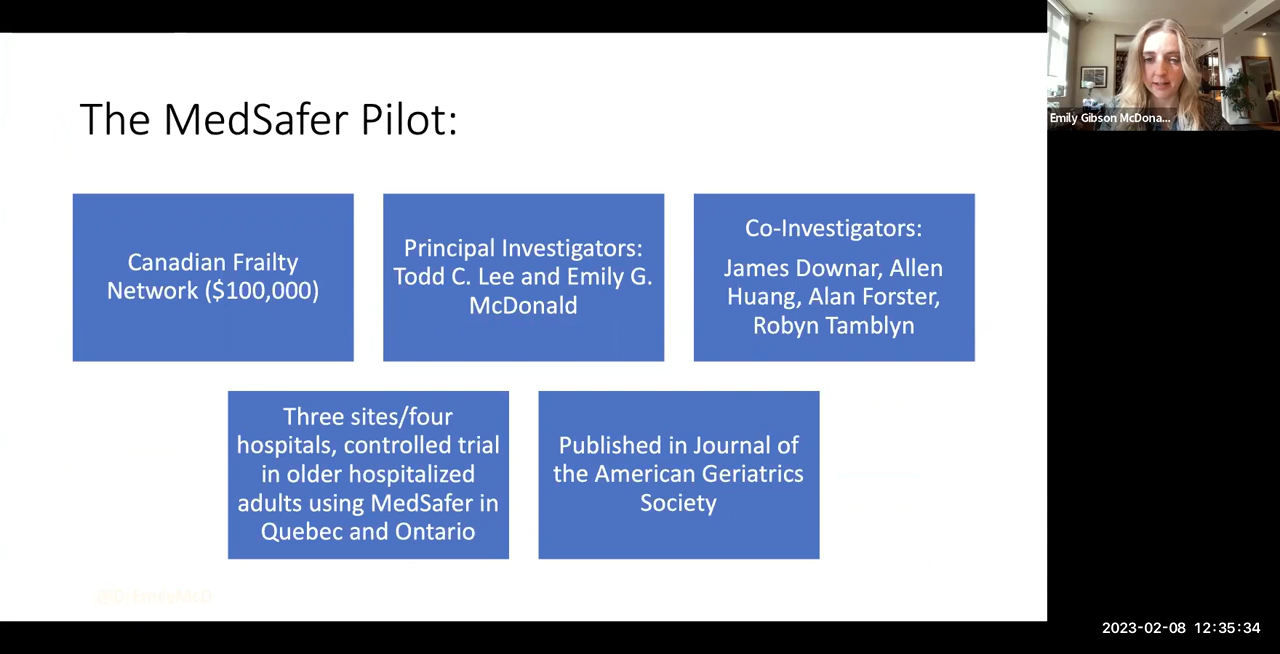 The MedSafer Pilot:
Canadian Frailty
Network ($100,000)
Principal Investigators:
Todd C. Lee and Emily G.
McDonald
Co-Investigators:
James Downar, Allen
Huang, Alan Forster,
Robyn Tamblyn
Three sites/four
hospitals, controlled trial
in older hospitalized
adults using MedSafer in
Quebec and Ontario
Published in Journal of
the American Geriatrics
Society
Emily Gibson McDona...
2023-02-08 12:35:34